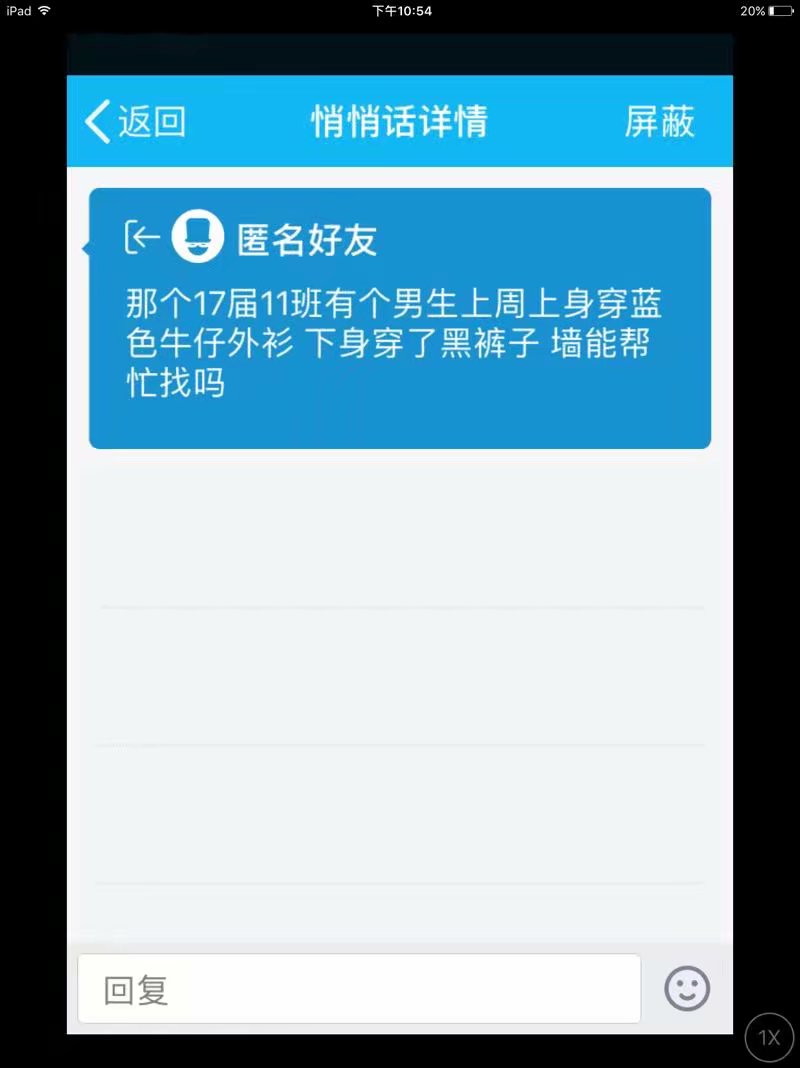 iPad 下午10:54 20%
返回 悄悄话详情 屏蔽
匿名好友
那个17届11班有个男生上周上身穿蓝
色牛仔外衫 下身穿了黑裤子 墙能帮
忙找吗
回复
1X